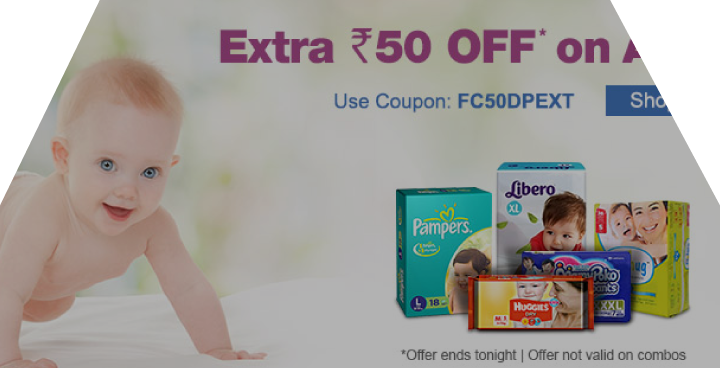 Extra ₹50 OFF* on
Use Coupon: FC50DPEXT
Libero
XL
Pampers.
L
18
HUGGIES
XXL
*Offer ends tonight | Offer not valid on combos